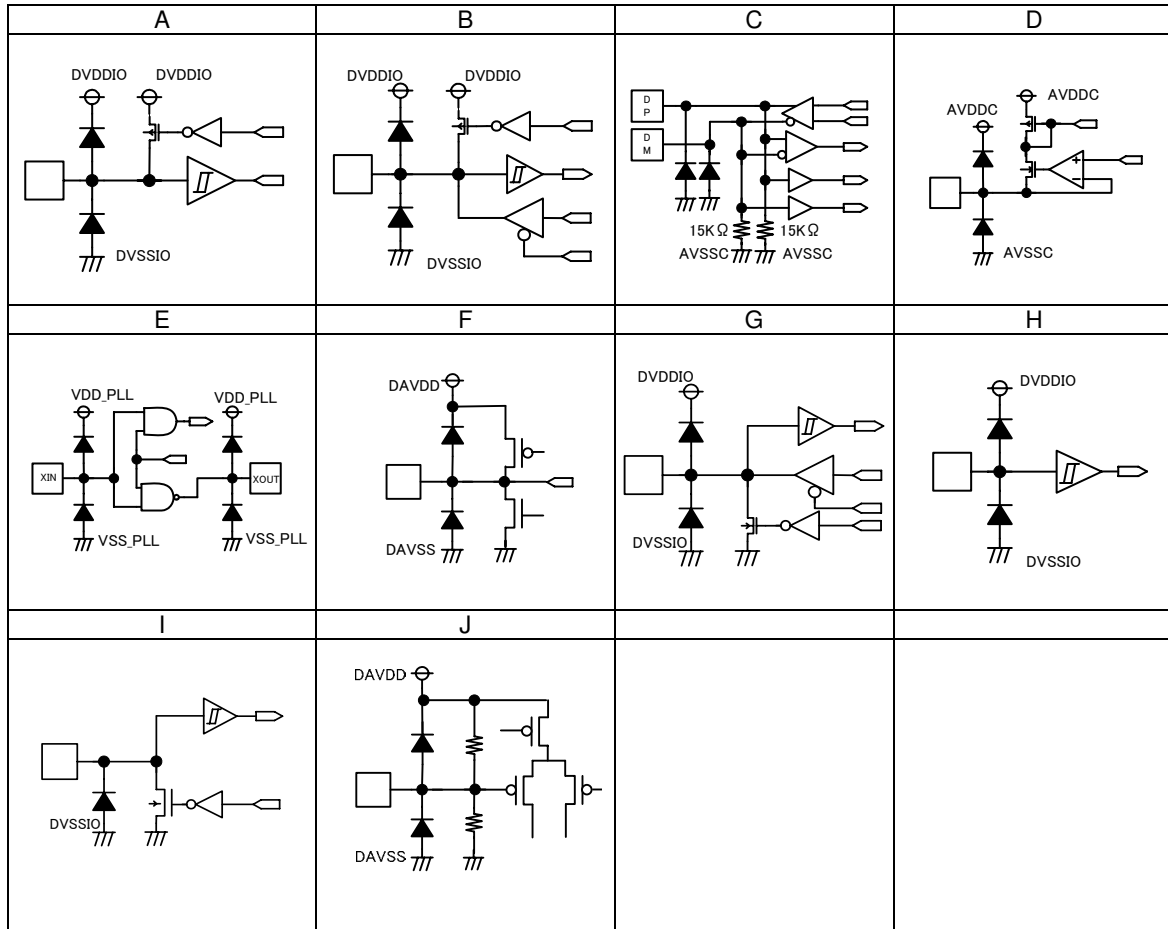 A B C D
DVDDIO DVDDIO
DVSSIO
DVDDIO DVDDIO
DVSSIO
D
P
D
M
15KΩ 15KΩ
AVSSC AVSSC
AVDDC
AVDDC
+
−
AVSSC
E F G H
VDD_PLL VDD_PLL
XIN XOUT
VSS_PLL VSS_PLL
DAVDD
DAVSS
DVDDIO
DVSSIO
DVDDIO
DVSSIO
I J
DVSSIO
DAVDD
DAVSS